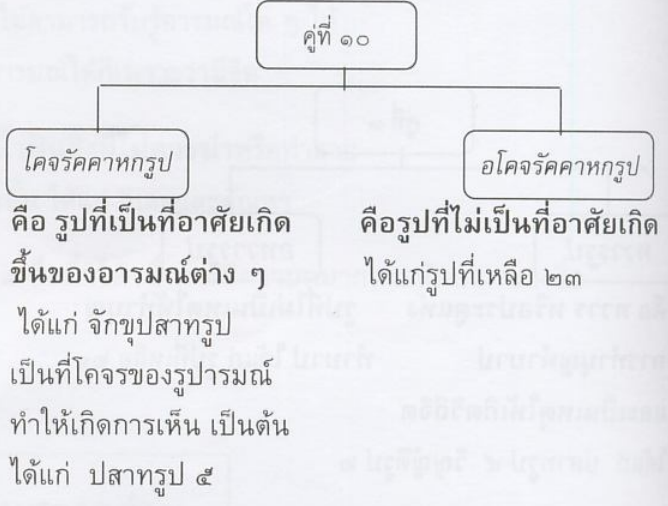 คู่ที่ ๑๐
โคจรัคคาหกรูป
อโคจรัคคาหกรูป
คือ รูปที่เป็นที่อาศัยเกิด
ขึ้นของอารมณ์ต่าง ๆ
ได้แก่ จักขุปสาทรูป
เป็นที่โคจรของรูปารมณ์
ทำให้เกิดการเห็น เป็นต้น
ได้แก่ ปสาทรูป ๕
คือรูปที่ไม่เป็นที่อาศัยเกิด
ได้แก่รูปที่เหลือ ๒๓